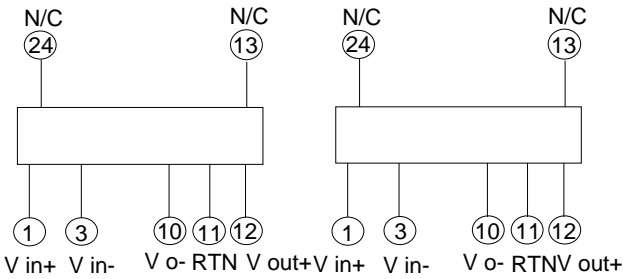 N/C N/C N/C N/C
24 13 24 13
1 3 10 11 12 1 3 10 11 12
V in+ V in- V o- RTN V out+ V in+ V in- V o- RTN V out+